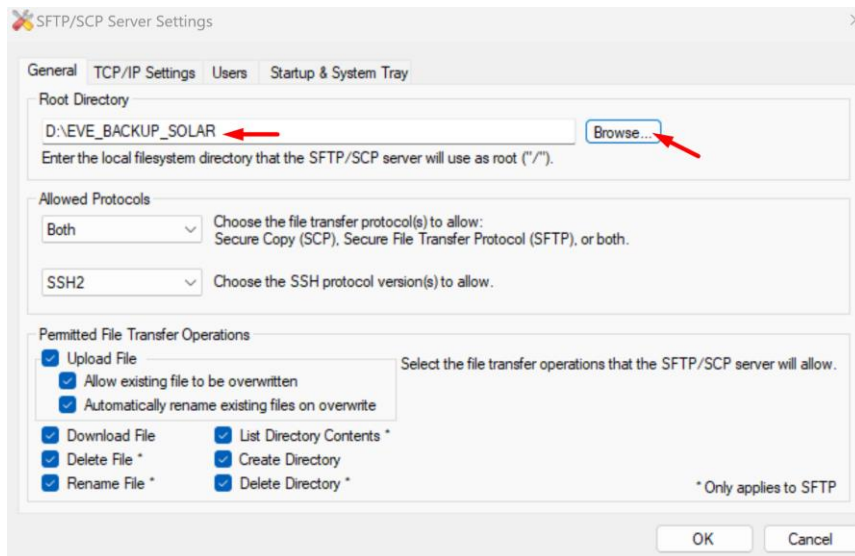 SFTP/SCP Server Settings
General TCP/IP Settings Users Startup & System Tray
Root Directory
D:\EVE_BACKUP_SOLAR
Browse...
Enter the local filesystem directory that the SFTP/SCP server will use as root ("/").
Allowed Protocols
Both
Choose the file transfer protocol(s) to allow:
Secure Copy (SCP), Secure File Transfer Protocol (SFTP), or both.
SSH2
Choose the SSH protocol version(s) to allow.
Permitted File Transfer Operations
Upload File
Select the file transfer operations that the SFTP/SCP server will allow.
Allow existing file to be overwritten
Automatically rename existing files on overwrite
Download File
List Directory Contents *
Delete File *
Create Directory
Rename File *
Delete Directory *
* Only applies to SFTP
OK
Cancel